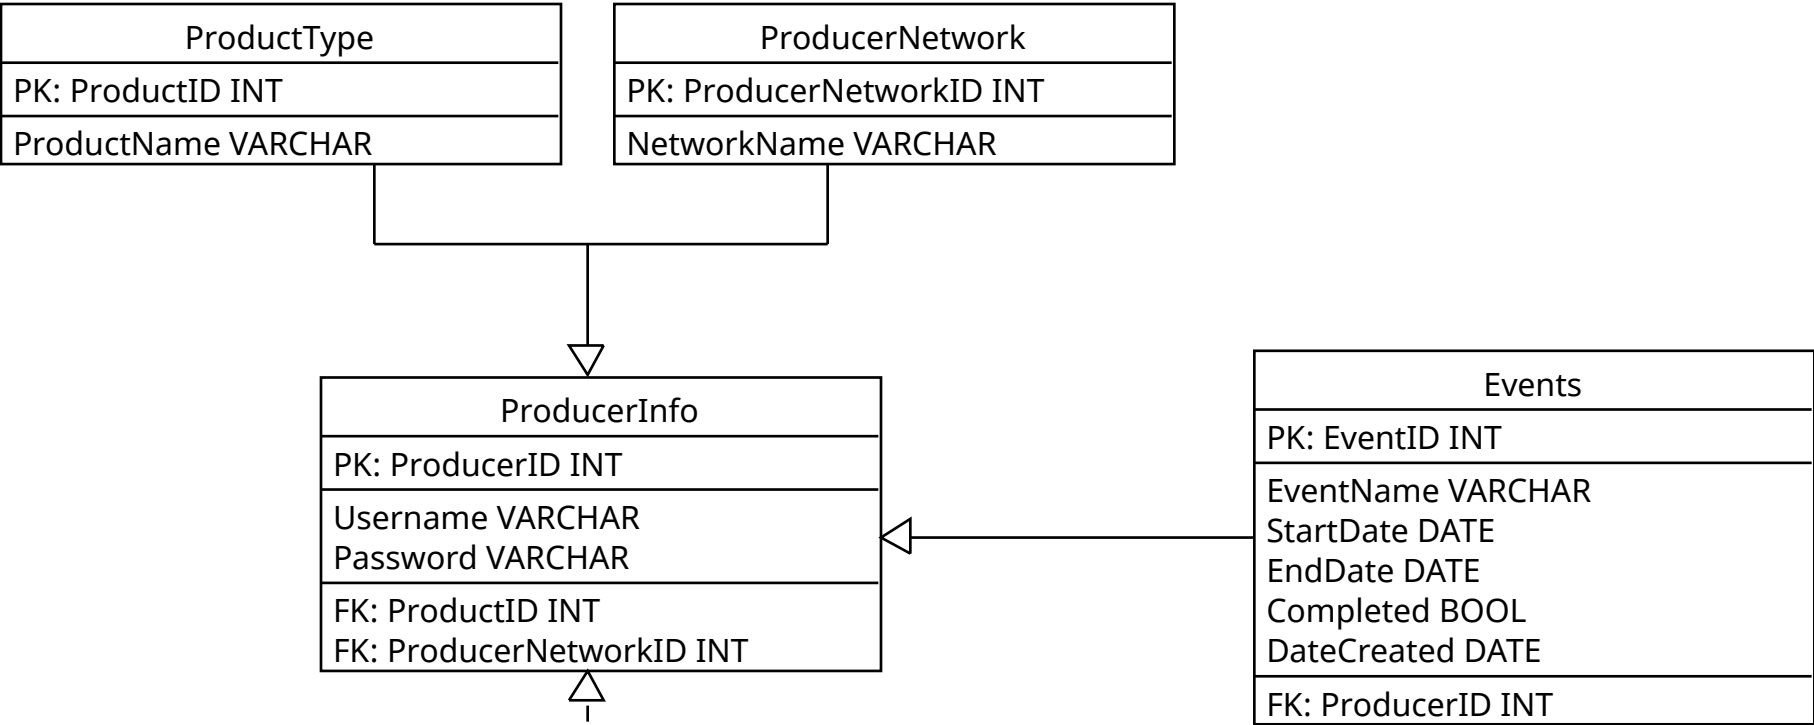 ProductType
PK: ProductID INT
ProductName VARCHAR
ProducerNetwork
PK: ProducerNetworkID INT
NetworkName VARCHAR
ProducerInfo
PK: ProducerID INT
Username VARCHAR
Password VARCHAR
FK: ProductID INT
FK: ProducerNetworkID INT
Events
PK: EventID INT
EventName VARCHAR
StartDate DATE
EndDate DATE
Completed BOOL
DateCreated DATE
FK: ProducerID INT